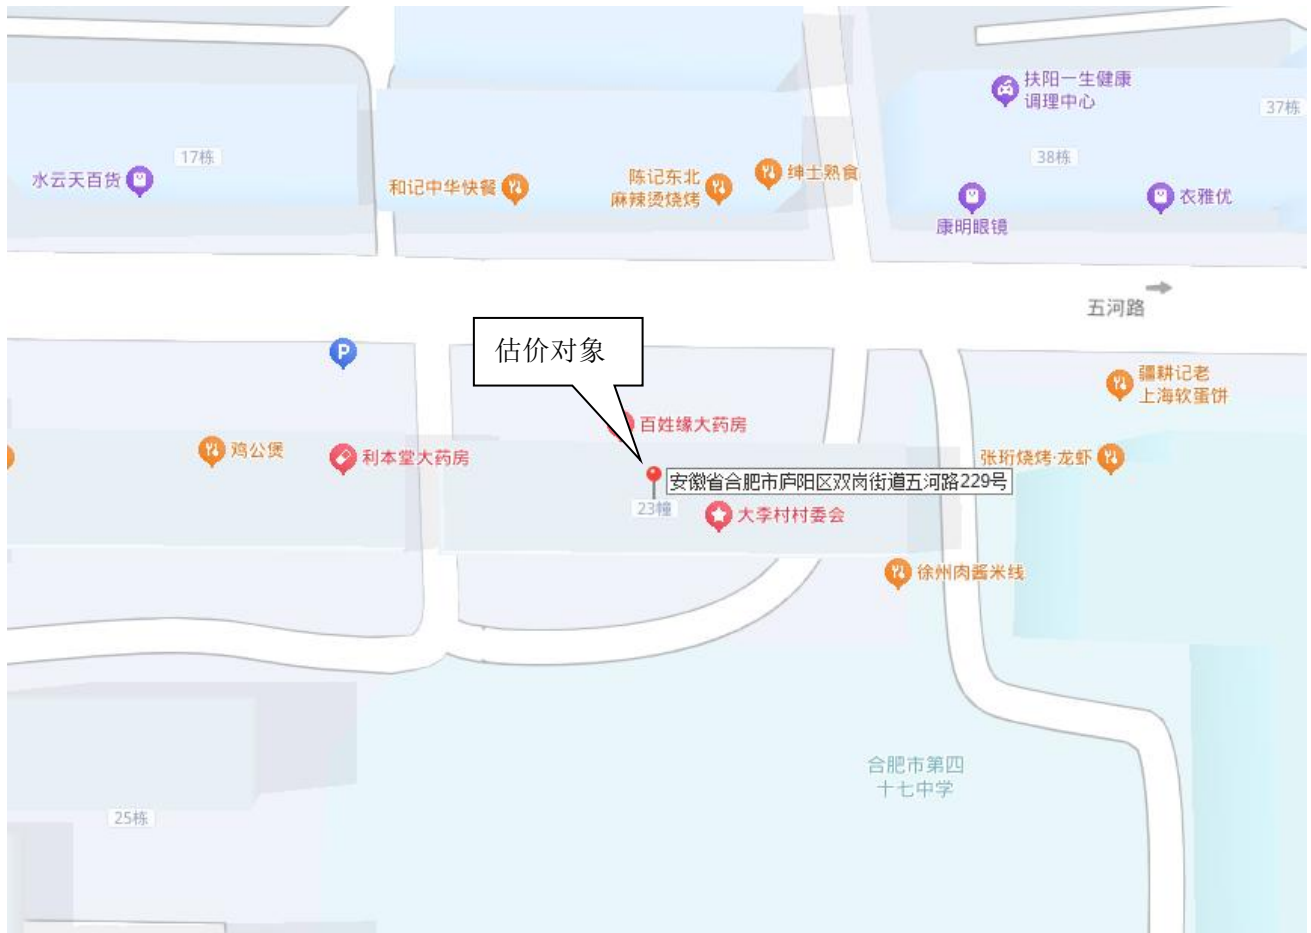 扶阳一生健康
调理中心
37栋
17栋
38栋
水云天百货
和记中华快餐
陈记东北
麻辣烫烧烤
绅士熟食
康明眼镜
衣雅优
五河路
P
估价对象
疆耕记老
上海软蛋饼
百姓缘大药房
鸡公煲
利本堂大药房
张珩烧烤·龙虾
安徽省合肥市庐阳区双岗街道五河路229号
23幢
大李村村委会
徐州肉酱米线
合肥市第四
十七中学
25栋